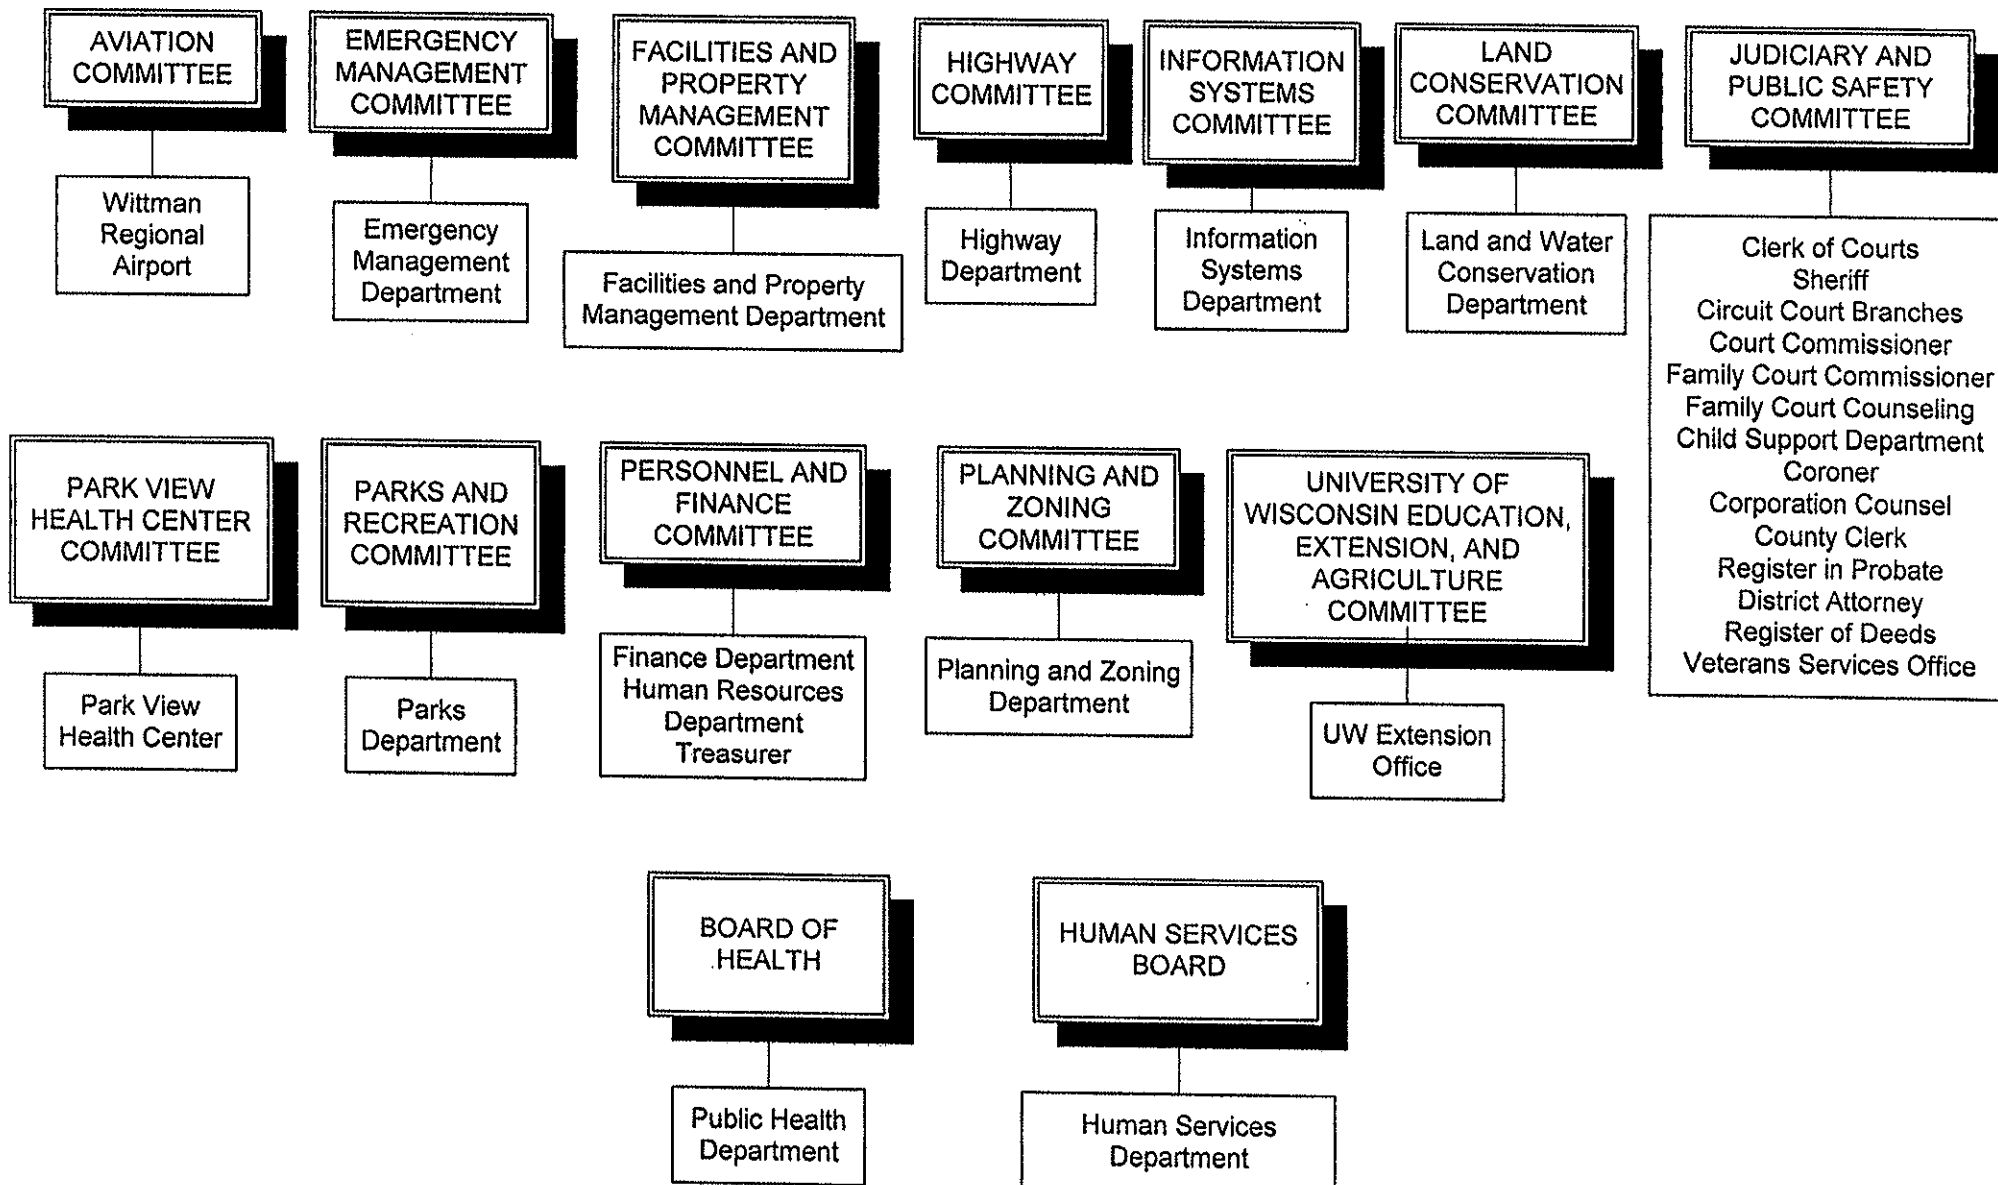 AVIATION
COMMITTEE
Wittman
Regional
Airport
EMERGENCY
MANAGEMENT
COMMITTEE
Emergency
Management
Department
FACILITIES AND
PROPERTY
MANAGEMENT
COMMITTEE
Facilities and Property
Management Department
HIGHWAY
COMMITTEE
Highway
Department
INFORMATION
SYSTEMS
COMMITTEE
Information
Systems
Department
LAND
CONSERVATION
COMMITTEE
Land and Water
Conservation
Department
JUDICIARY AND
PUBLIC SAFETY
COMMITTEE
Clerk of Courts
Sheriff
Circuit Court Branches
Court Commissioner
Family Court Commissioner
Family Court Counseling
Child Support Department
Coroner
Corporation Counsel
County Clerk
Register in Probate
District Attorney
Register of Deeds
Veterans Services Office
PARK VIEW
HEALTH CENTER
COMMITTEE
Park View
Health Center
PARKS AND
RECREATION
COMMITTEE
Parks
Department
PERSONNEL AND
FINANCE
COMMITTEE
Finance Department
Human Resources
Department
Treasurer
PLANNING AND
ZONING
COMMITTEE
Planning and Zoning
Department
UNIVERSITY OF
WISCONSIN EDUCATION,
EXTENSION, AND
AGRICULTURE
COMMITTEE
UW Extension
Office
BOARD OF
HEALTH
Public Health
Department
HUMAN SERVICES
BOARD
Human Services
Department